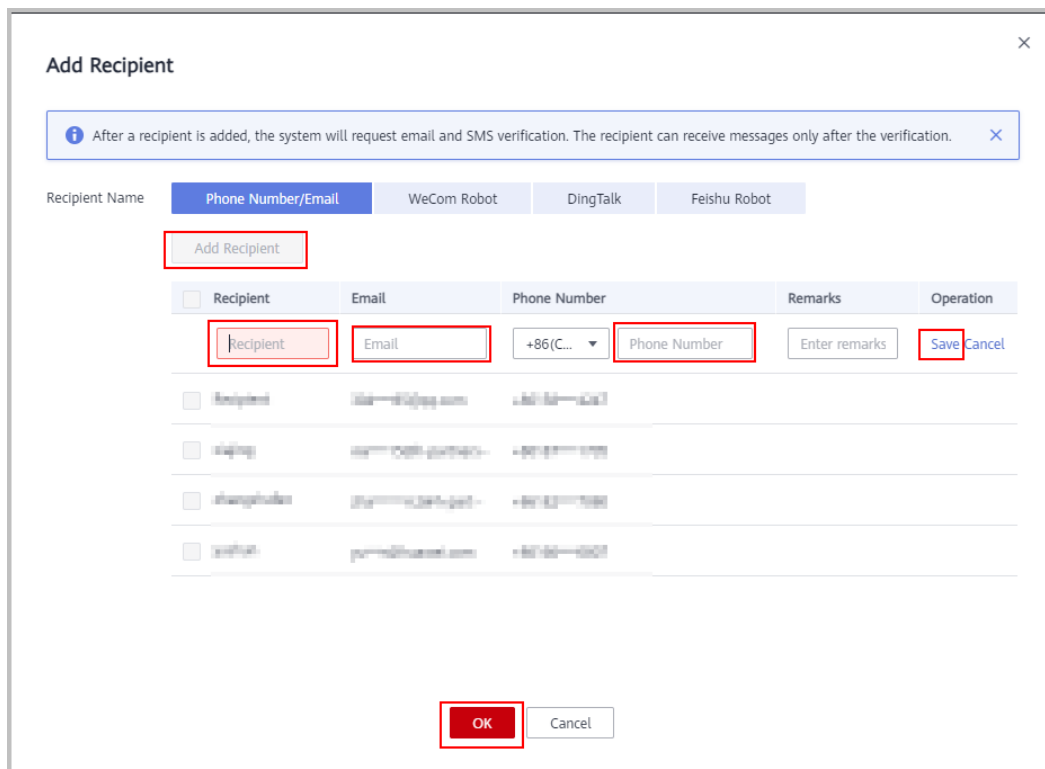 Add Recipient
After a recipient is added, the system will request email and SMS verification. The recipient can receive messages only after the verification.
Recipient Name Phone Number/Email WeCom Robot DingTalk Feishu Robot
Add Recipient
Recipient Email Phone Number Remarks Operation
Recipient Email +86(C... Phone Number Enter remarks Save Cancel
OK Cancel